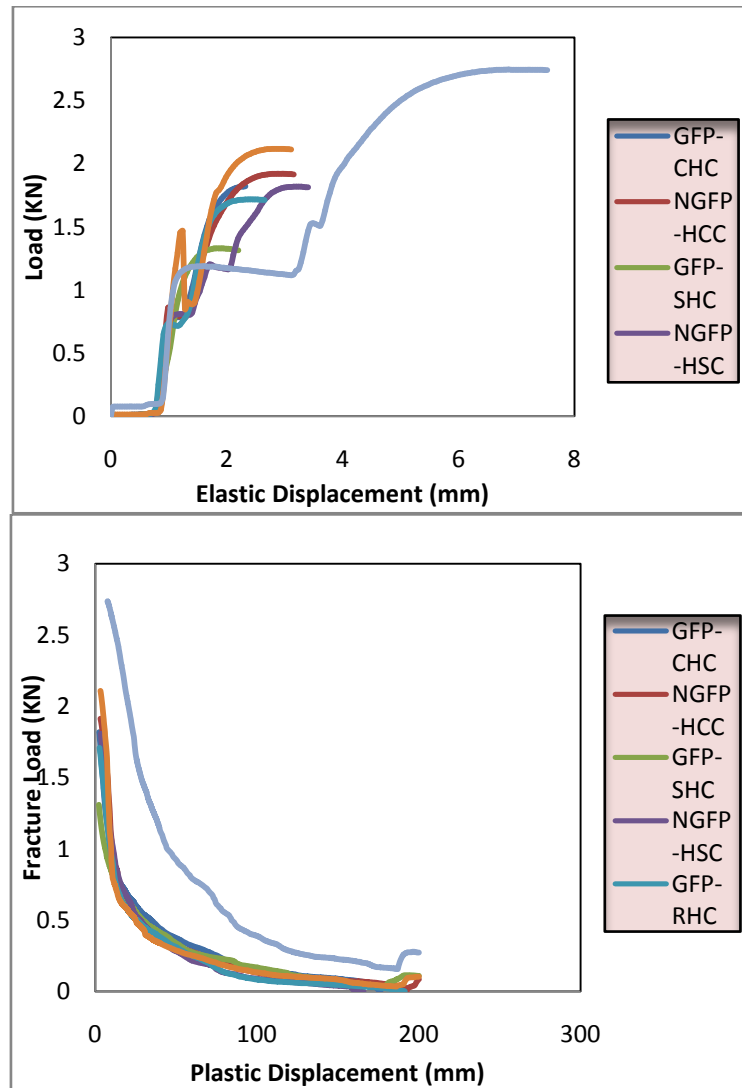 3
2.5
2
1.5
1
0.5
0
Load (KN)
0 2 4 6 8
Elastic Displacement (mm)
GFP-
CHC
NGFP
-HCC
GFP-
SHC
NGFP
-HSC
3
2.5
2
1.5
1
0.5
0
Fracture Load (KN)
0 100 200 300
Plastic Displacement (mm)
GFP-
CHC
NGFP
-HCC
GFP-
SHC
NGFP
-HSC
GFP-
RHC